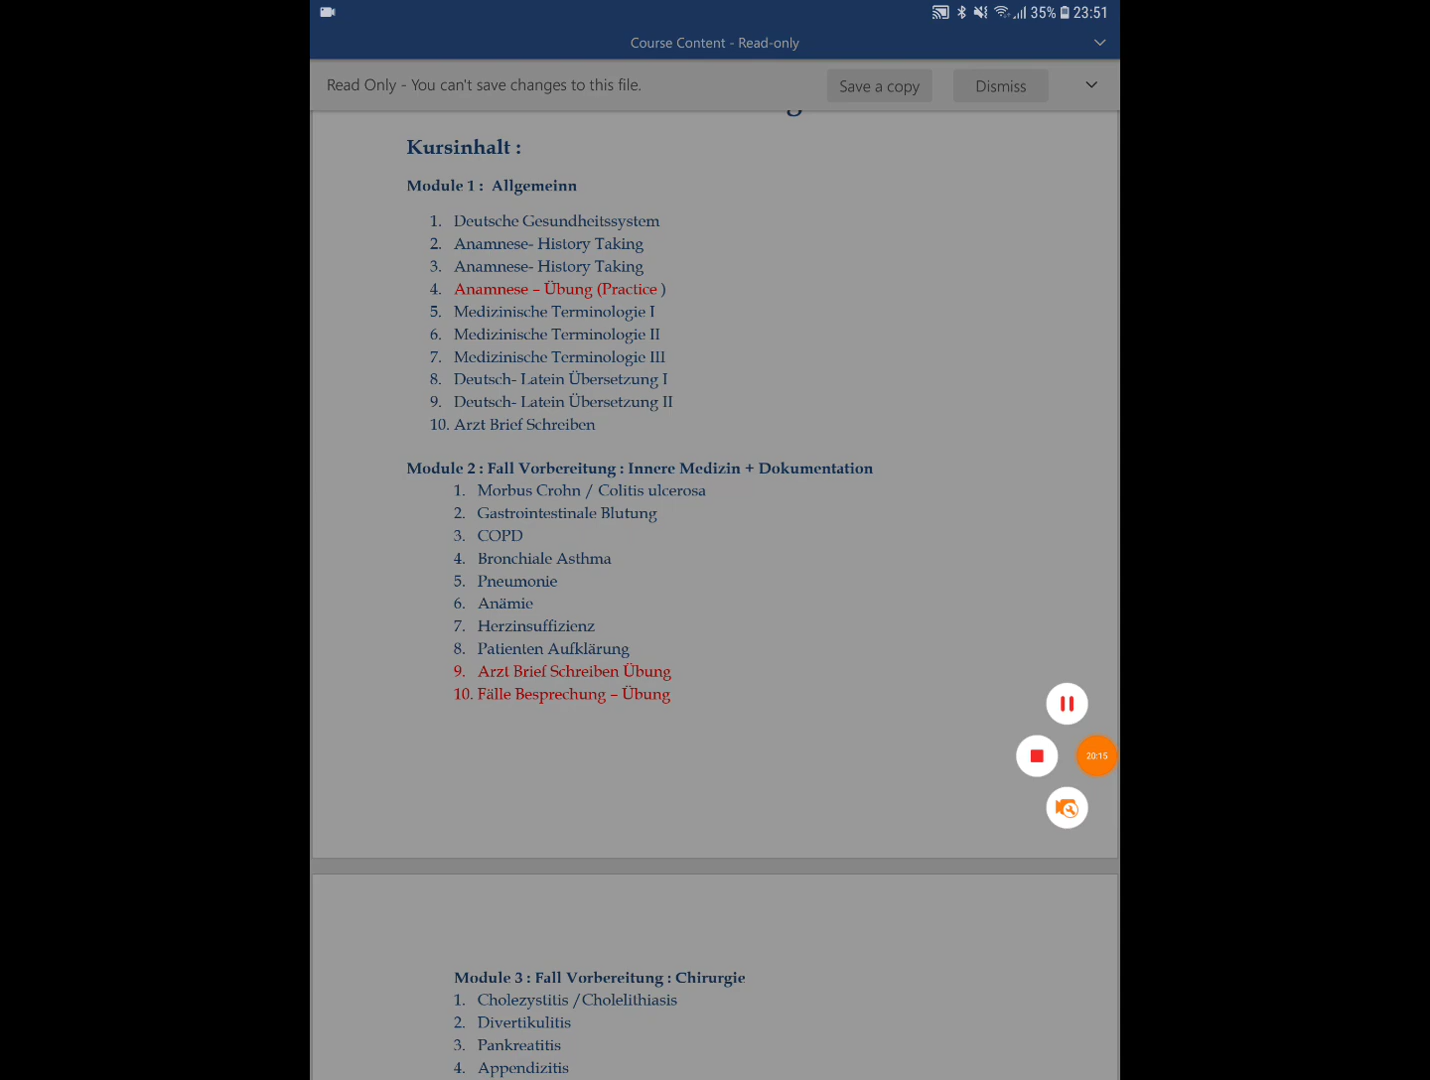 35% 23:51
Course Content - Read-only
Read Only - You can't save changes to this file.
Save a copy
Dismiss
Kursinhalt :
Module 1 : Allgemeinn
1. Deutsche Gesundheitssystem
2. Anamnese- History Taking
3. Anamnese- History Taking
4. Anamnese – Übung (Practice )
5. Medizinische Terminologie I
6. Medizinische Terminologie II
7. Medizinische Terminologie III
8. Deutsch- Latein Übersetzung I
9. Deutsch- Latein Übersetzung II
10. Arzt Brief Schreiben
Module 2 : Fall Vorbereitung : Innere Medizin + Dokumentation
1. Morbus Crohn / Colitis ulcerosa
2. Gastrointestinale Blutung
3. COPD
4. Bronchiale Asthma
5. Pneumonie
6. Anämie
7. Herzinsuffizienz
8. Patienten Aufklärung
9. Arzt Brief Schreiben Übung
10. Fälle Besprechung – Übung
20:15
Module 3 : Fall Vorbereitung : Chirurgie
1. Cholezystitis /Cholelithiasis
2. Divertikulitis
3. Pankreatitis
4. Appendizitis